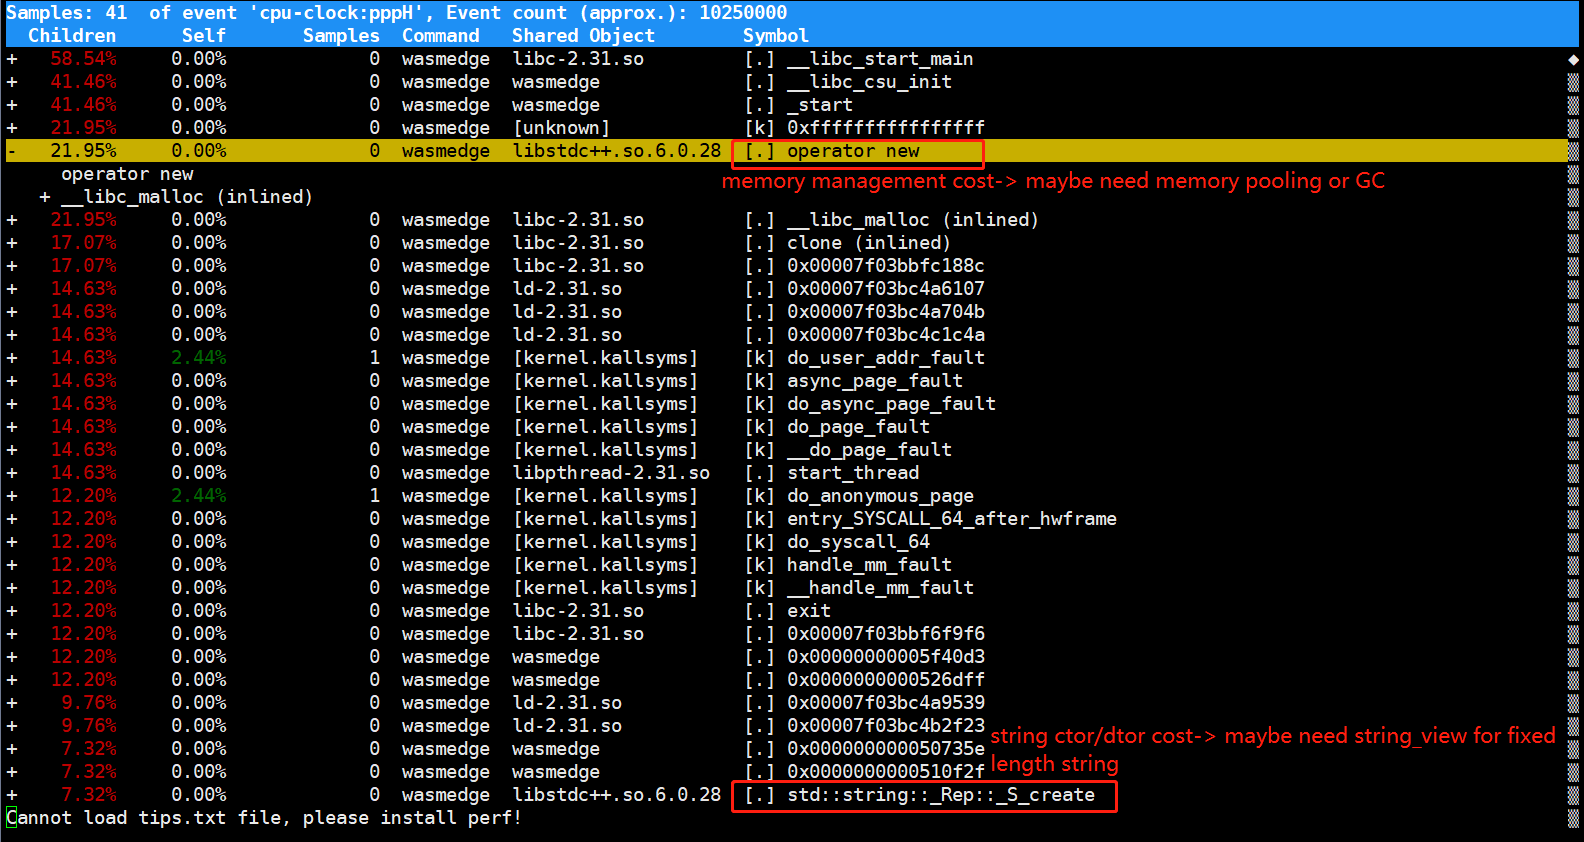 Samples: 41  of event 'cpu-clock:pppH', Event count (approx.): 10250000
  Children      Self       Samples  Command   Shared Object        Symbol
+   58.54%     0.00%             0  wasmedge  libc-2.31.so         [.] __libc_start_main
+   41.46%     0.00%             0  wasmedge  wasmedge             [.] __libc_csu_init
+   41.46%     0.00%             0  wasmedge  wasmedge             [.] _start
+   21.95%     0.00%             0  wasmedge  [unknown]            [k] 0xffffffffffffffff
-   21.95%     0.00%             0  wasmedge  libstdc++.so.6.0.28  [.] operator new
     operator new
memory management cost-> maybe need memory pooling or GC
   + __libc_malloc (inlined)
+   21.95%     0.00%             0  wasmedge  libc-2.31.so         [.] __libc_malloc (inlined)
+   17.07%     0.00%             0  wasmedge  libc-2.31.so         [.] clone (inlined)
+   17.07%     0.00%             0  wasmedge  libc-2.31.so         [.] 0x00007f03bbfc188c
+   14.63%     0.00%             0  wasmedge  ld-2.31.so           [.] 0x00007f03bc4a6107
+   14.63%     0.00%             0  wasmedge  ld-2.31.so           [.] 0x00007f03bc4a704b
+   14.63%     0.00%             0  wasmedge  ld-2.31.so           [.] 0x00007f03bc4c1c4a
+   14.63%     2.44%             1  wasmedge  [kernel.kallsyms]    [k] do_user_addr_fault
+   14.63%     0.00%             0  wasmedge  [kernel.kallsyms]    [k] async_page_fault
+   14.63%     0.00%             0  wasmedge  [kernel.kallsyms]    [k] do_async_page_fault
+   14.63%     0.00%             0  wasmedge  [kernel.kallsyms]    [k] do_page_fault
+   14.63%     0.00%             0  wasmedge  [kernel.kallsyms]    [k] __do_page_fault
+   14.63%     0.00%             0  wasmedge  libpthread-2.31.so   [.] start_thread
+   12.20%     2.44%             1  wasmedge  [kernel.kallsyms]    [k] do_anonymous_page
+   12.20%     0.00%             0  wasmedge  [kernel.kallsyms]    [k] entry_SYSCALL_64_after_hwframe
+   12.20%     0.00%             0  wasmedge  [kernel.kallsyms]    [k] do_syscall_64
+   12.20%     0.00%             0  wasmedge  [kernel.kallsyms]    [k] handle_mm_fault
+   12.20%     0.00%             0  wasmedge  [kernel.kallsyms]    [k] __handle_mm_fault
+   12.20%     0.00%             0  wasmedge  libc-2.31.so         [.] exit
+   12.20%     0.00%             0  wasmedge  libc-2.31.so         [.] 0x00007f03bbf6f9f6
+   12.20%     0.00%             0  wasmedge  wasmedge             [.] 0x00000000005f40d3
+   12.20%     0.00%             0  wasmedge  wasmedge             [.] 0x0000000000526dff
+    9.76%     0.00%             0  wasmedge  ld-2.31.so           [.] 0x00007f03bc4a9539
+    9.76%     0.00%             0  wasmedge  ld-2.31.so           [.] 0x00007f03bc4b2f23
+    7.32%     0.00%             0  wasmedge  wasmedge             [.] 0x000000000050735e
string ctor/dtor cost-> maybe need string_view for fixed
length string
+    7.32%     0.00%             0  wasmedge  wasmedge             [.] 0x0000000000510f2f
+    7.32%     0.00%             0  wasmedge  libstdc++.so.6.0.28  [.] std::string::_Rep::_S_create
Cannot load tips.txt file, please install perf!